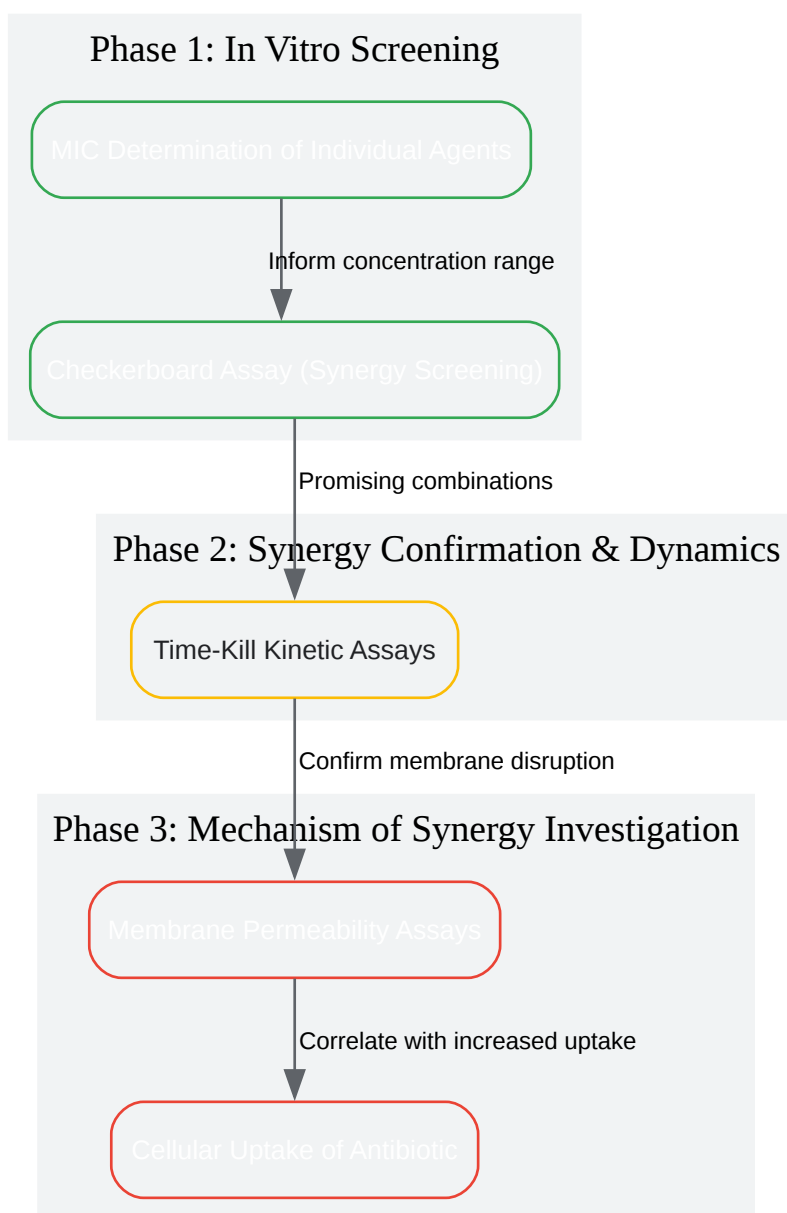 Phase 1: In Vitro Screening
MIC Determination of Individual Agents
Inform concentration range
Checkerboard Assay (Synergy Screening)
Promising combinations
Phase 2: Synergy Confirmation & Dynamics
Time-Kill Kinetic Assays
Confirm membrane disruption
Phase 3: Mechanism of Synergy Investigation
Membrane Permeability Assays
Correlate with increased uptake
Cellular Uptake of Antibiotic